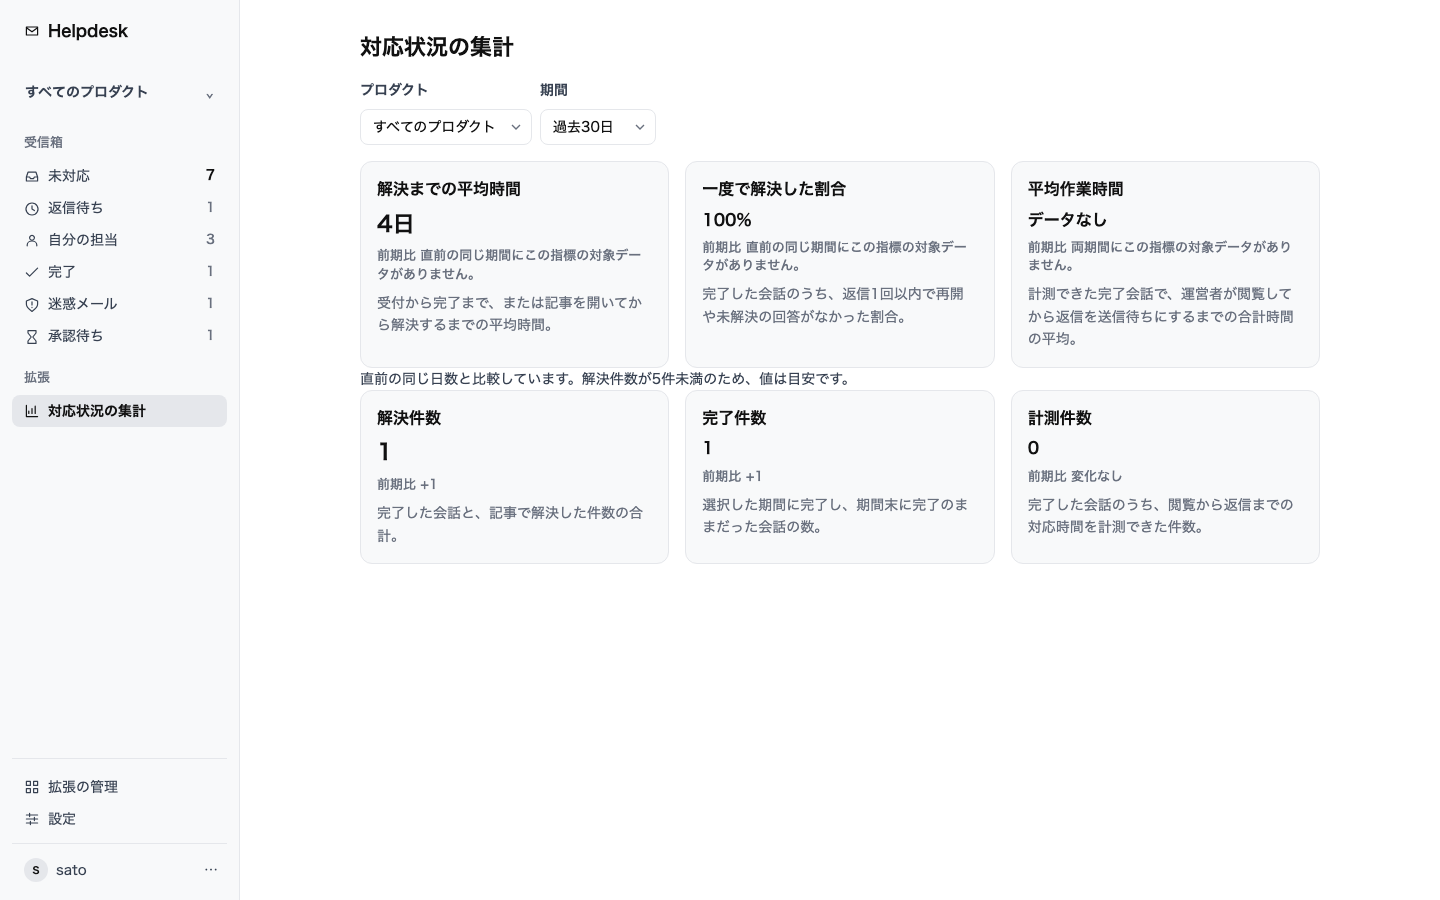 Helpdesk
すべてのプロダクト
受信箱
未対応 7
返信待ち 1
自分の担当 3
完了 1
迷惑メール 1
承認待ち 1
拡張
対応状況の集計
拡張の管理
設定
S sato ...
対応状況の集計
プロダクト 期間
すべてのプロダクト 過去30日
解決までの平均時間
4日
前期比 直前の同じ期間にこの指標の対象デー
タがありません。
受付から完了まで、または記事を開いてか
ら解決するまでの平均時間。
一度で解決した割合
100%
前期比 直前の同じ期間にこの指標の対象デー
タがありません。
完了した会話のうち、返信1回以内で再開
や未解決の回答がなかった割合。
平均作業時間
データなし
前期比 両期間にこの指標の対象データがあり
ません。
計測できた完了会話で、運営者が閲覧して
から返信を送信待ちにするまでの合計時間
の平均。
直前の同じ日数と比較しています。解決件数が5件未満のため、値は目安です。
解決件数
1
前期比 +1
完了した会話と、記事で解決した件数の合
計。
完了件数
1
前期比 +1
選択した期間に完了し、期間末に完了のま
まだった会話の数。
計測件数
0
前期比 変化なし
完了した会話のうち、閲覧から返信までの
対応時間を計測できた件数。